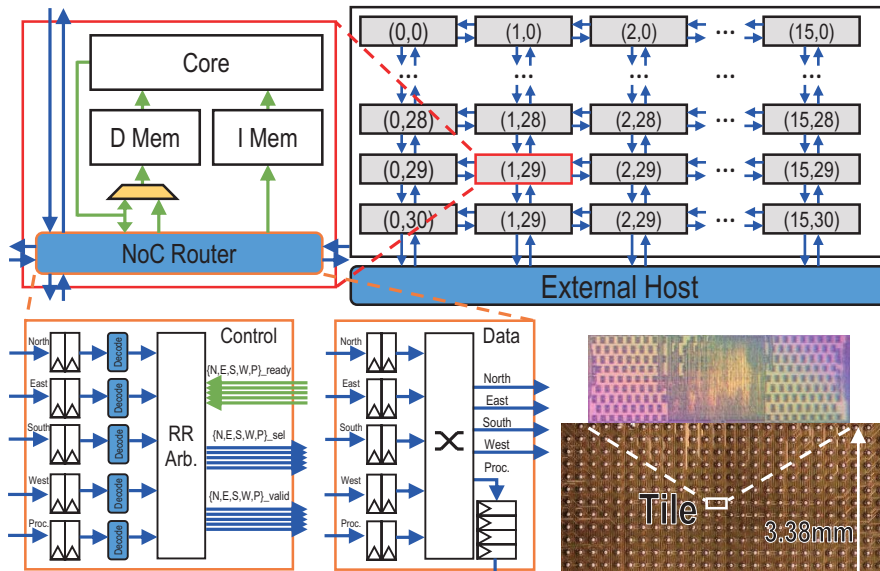 Core
D Mem
I Mem
NoC Router
(0,0)
(1,0)
(2,0)
...
(15,0)
...
...
...
...
(0,28)
(1,28)
(2,28)
...
(15,28)
(0,29)
(1,29)
(2,29)
...
(15,29)
(0,30)
(1,29)
(2,29)
...
(15,30)
External Host
Control
North
Decode
East
Decode
South
Decode
West
Decode
Proc.
Decode
RR
Arb.
{N,E,S,W,P}_ready
{N,E,S,W,P}_sel
{N,E,S,W,P}_valid
Data
North
East
South
West
Proc.
North
East
South
West
Proc.
Tile
3.38mm